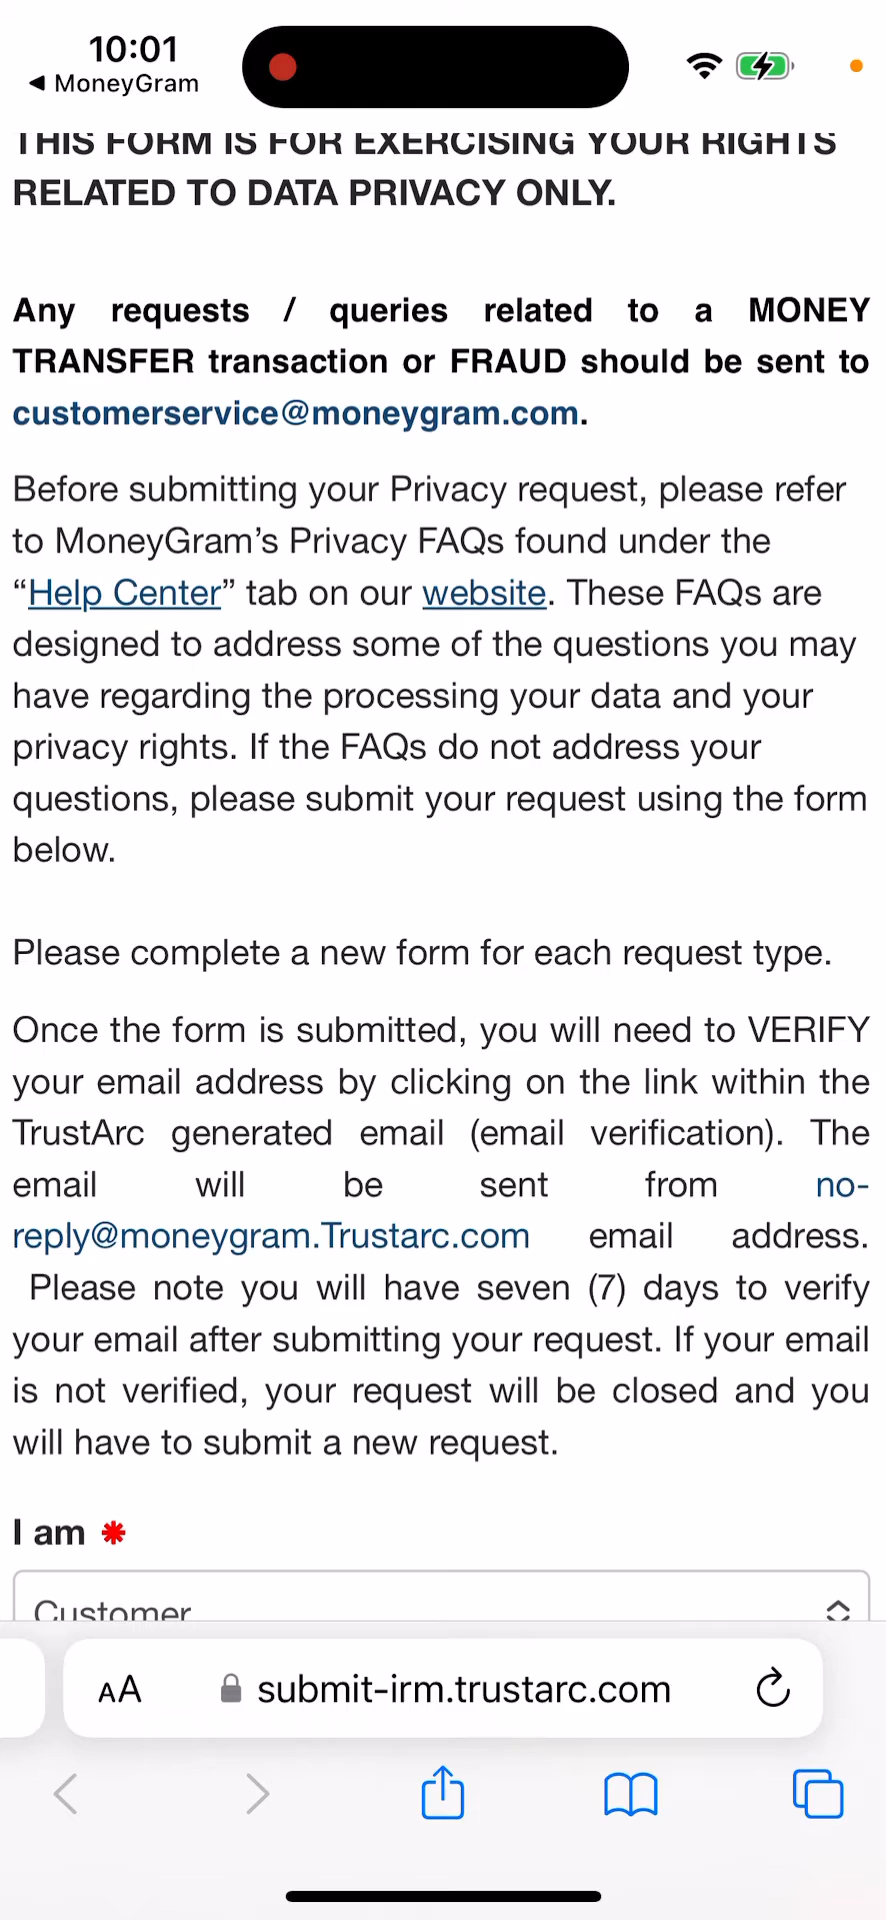 10:01
◀ MoneyGram
THIS FORM IS FOR EXERCISING YOUR RIGHTS
RELATED TO DATA PRIVACY ONLY.
Any requests / queries related to a MONEY
TRANSFER transaction or FRAUD should be sent to
customerservice@moneygram.com.
Before submitting your Privacy request, please refer
to MoneyGram’s Privacy FAQs found under the
“Help Center” tab on our website. These FAQs are
designed to address some of the questions you may
have regarding the processing your data and your
privacy rights. If the FAQs do not address your
questions, please submit your request using the form
below.
Please complete a new form for each request type.
Once the form is submitted, you will need to VERIFY
your email address by clicking on the link within the
TrustArc generated email (email verification). The
email will be sent from no-
reply@moneygram.Trustarc.com email address.
Please note you will have seven (7) days to verify
your email after submitting your request. If your email
is not verified, your request will be closed and you
will have to submit a new request.
I am *
Customer
AA submit-irm.trustarc.com